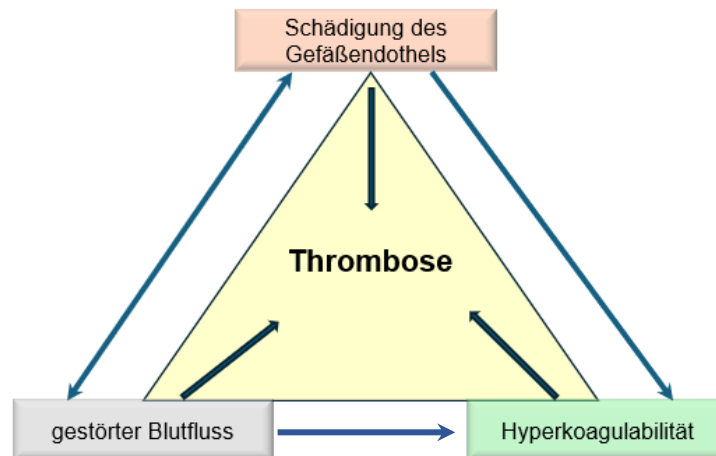 Schädigung des
Gefäßendothels
Thrombose
gestörter Blutfluss
Hyperkoagulabilität